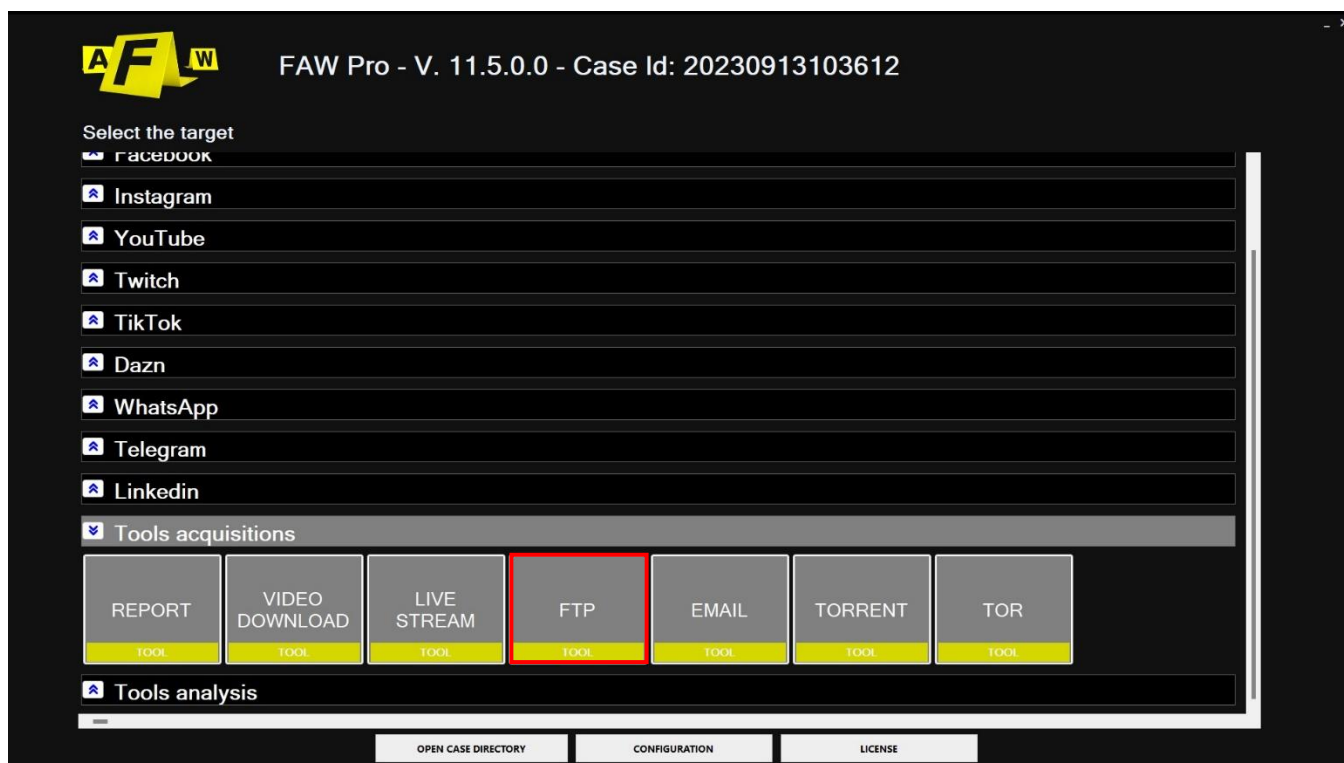 A F W
FAW Pro - V. 11.5.0.0 - Case Id: 20230913103612
Select the target
Facebook
Instagram
YouTube
Twitch
TikTok
Dazn
WhatsApp
Telegram
Linkedin
Tools acquisitions
REPORT
TOOL
VIDEO
DOWNLOAD
TOOL
LIVE
STREAM
TOOL
FTP
TOOL
EMAIL
TOOL
TORRENT
TOOL
TOR
TOOL
Tools analysis
OPEN CASE DIRECTORY
CONFIGURATION
LICENSE